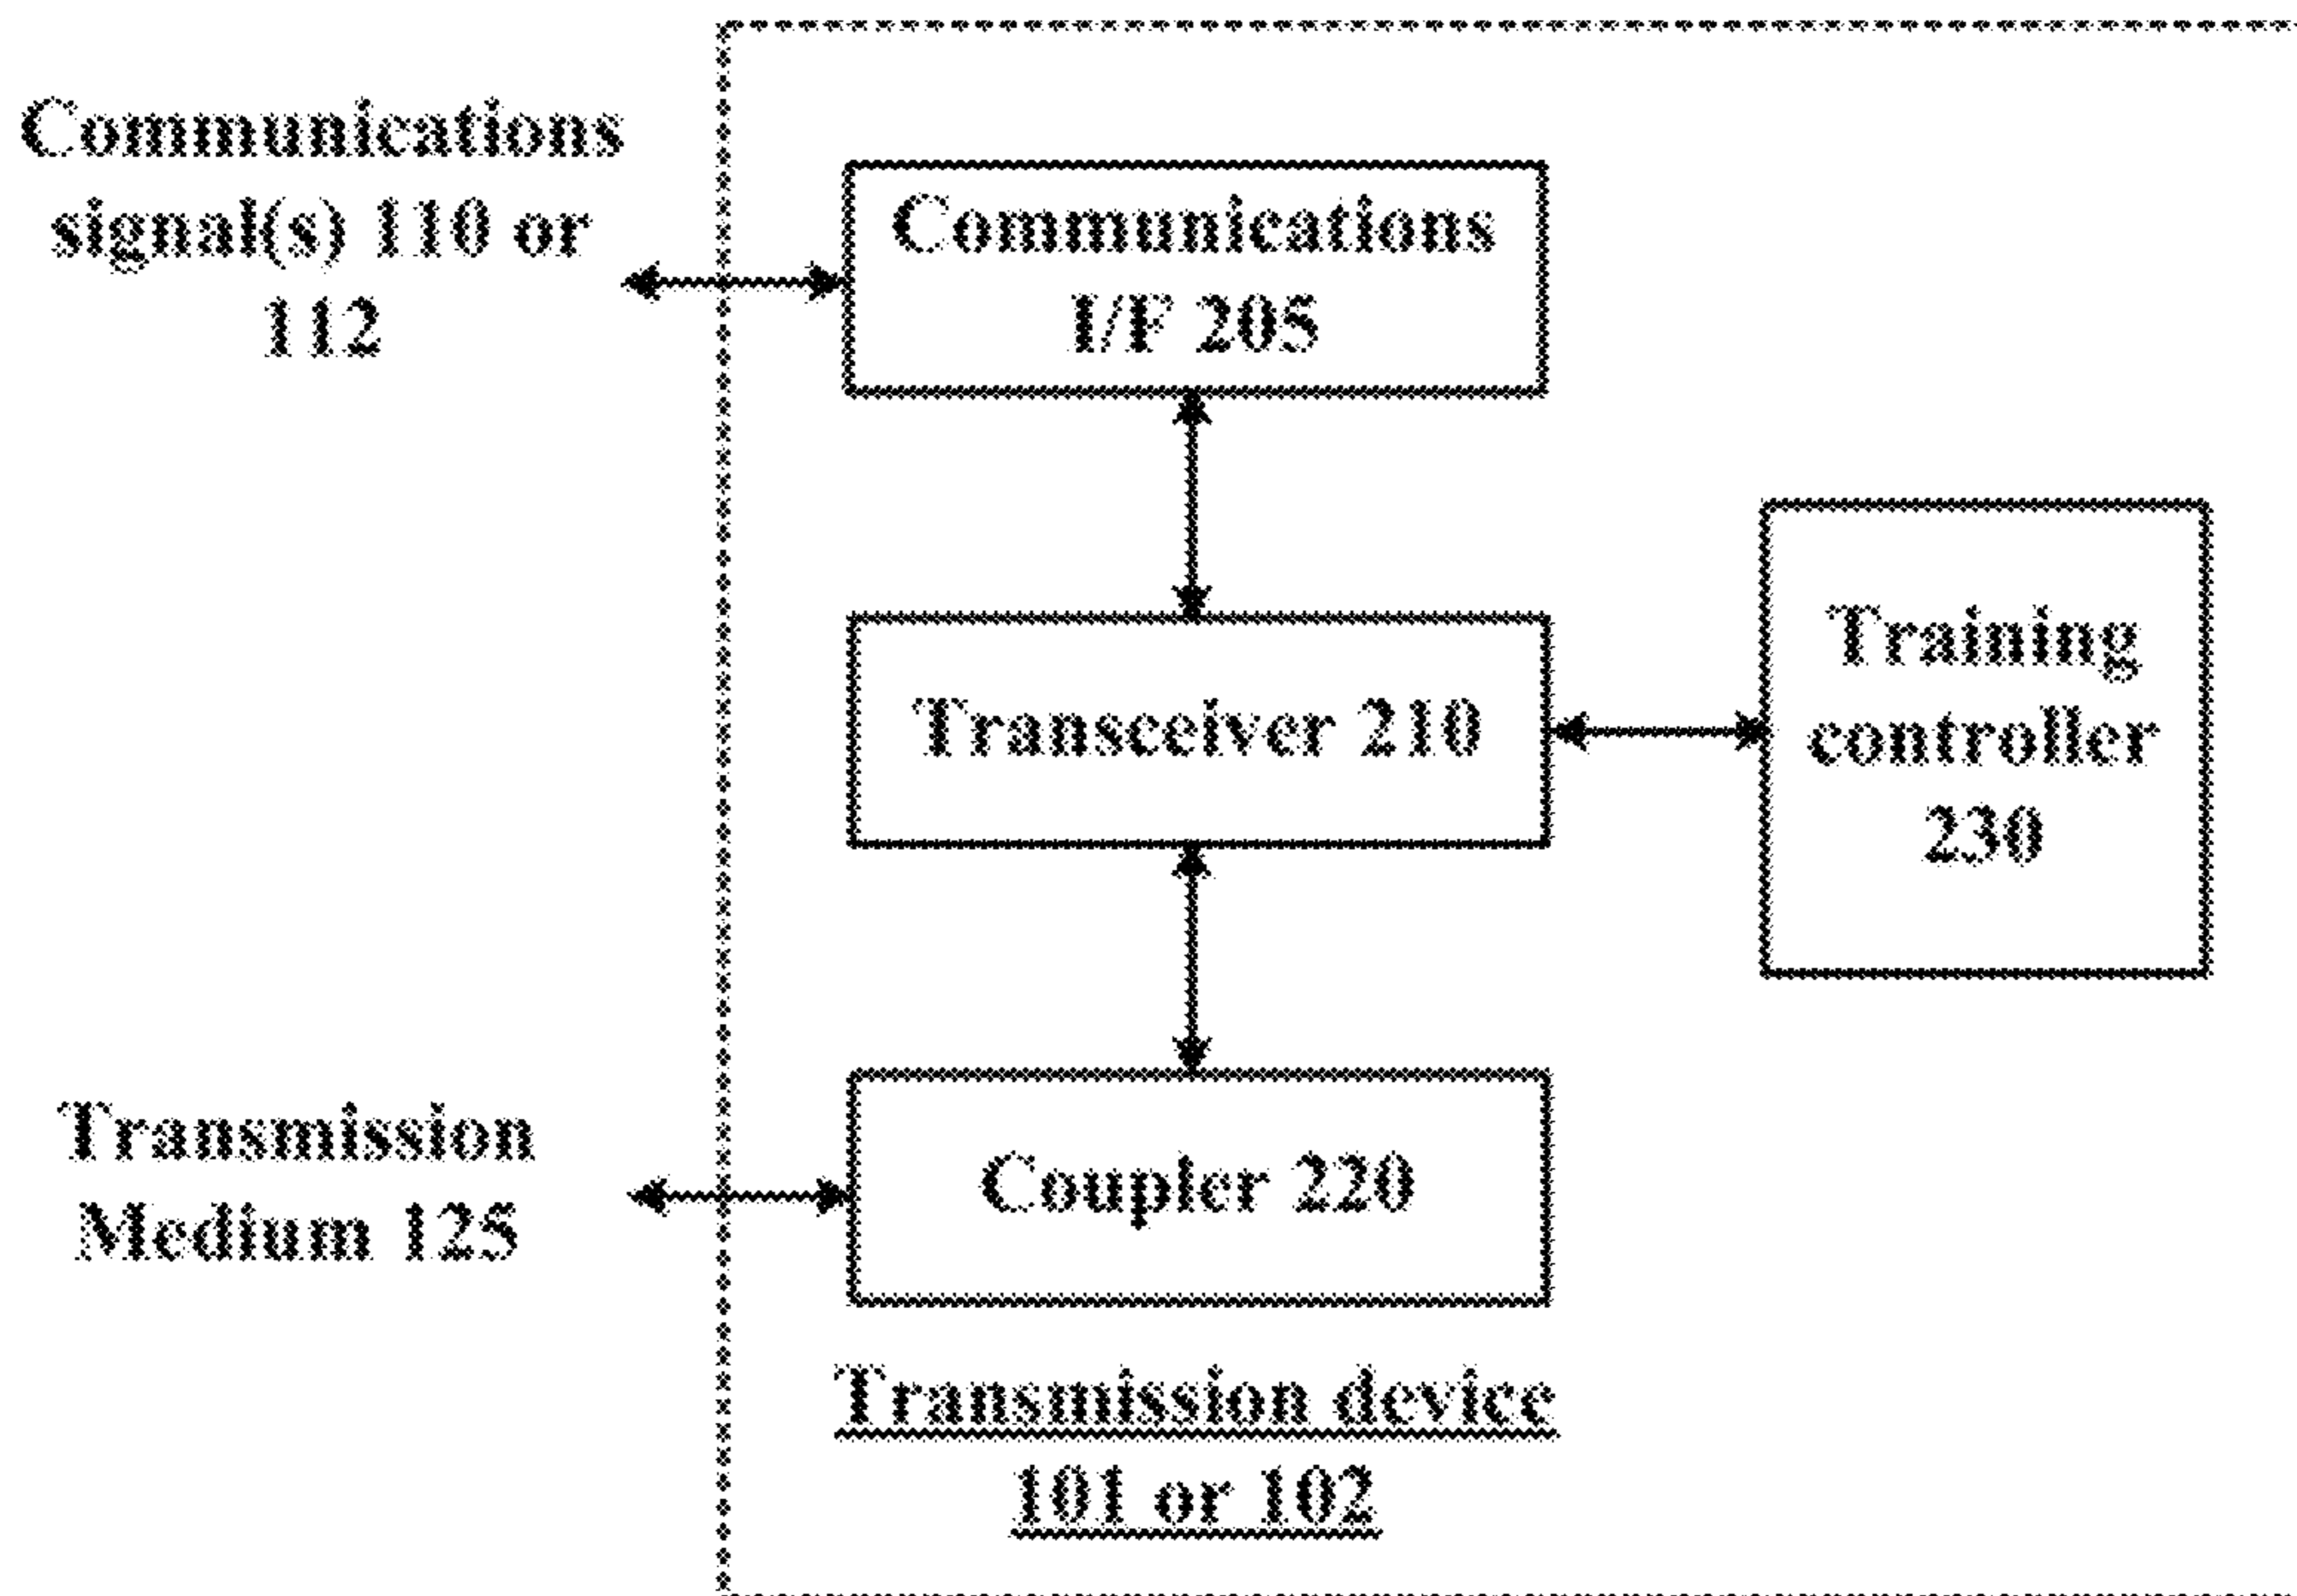 Communications
signal(s) 110 or
112
Communications
I/F 205
Transceiver 210
Training
controller
230
Transmission
Medium 125
Coupler 220
Transmission device
101 or 102